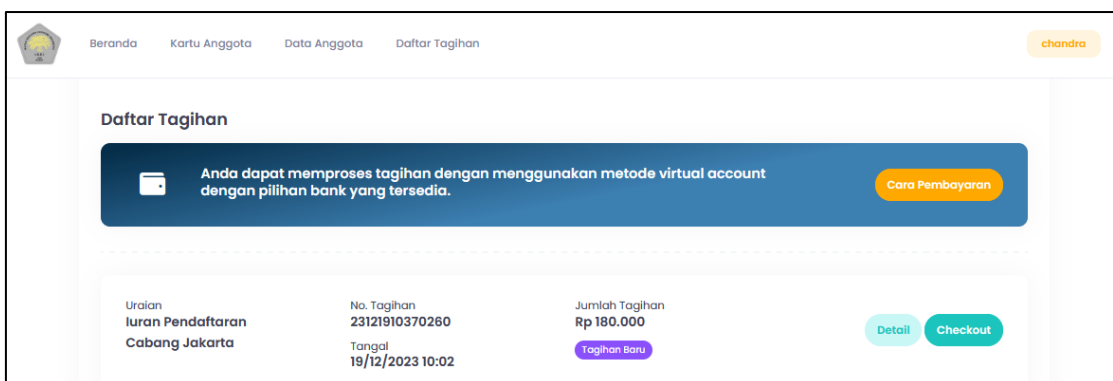 Beranda Kartu Anggota Data Anggota Daftar Tagihan chandra
Daftar Tagihan
Anda dapat memproses tagihan dengan menggunakan metode virtual account
dengan pilihan bank yang tersedia.
Cara Pembayaran
Uraian
Iuran Pendaftaran
Cabang Jakarta
No. Tagihan
23121910370260
Tangal
19/12/2023 10:02
Jumlah Tagihan
Rp 180.000
Tagihan Baru
Detail Checkout